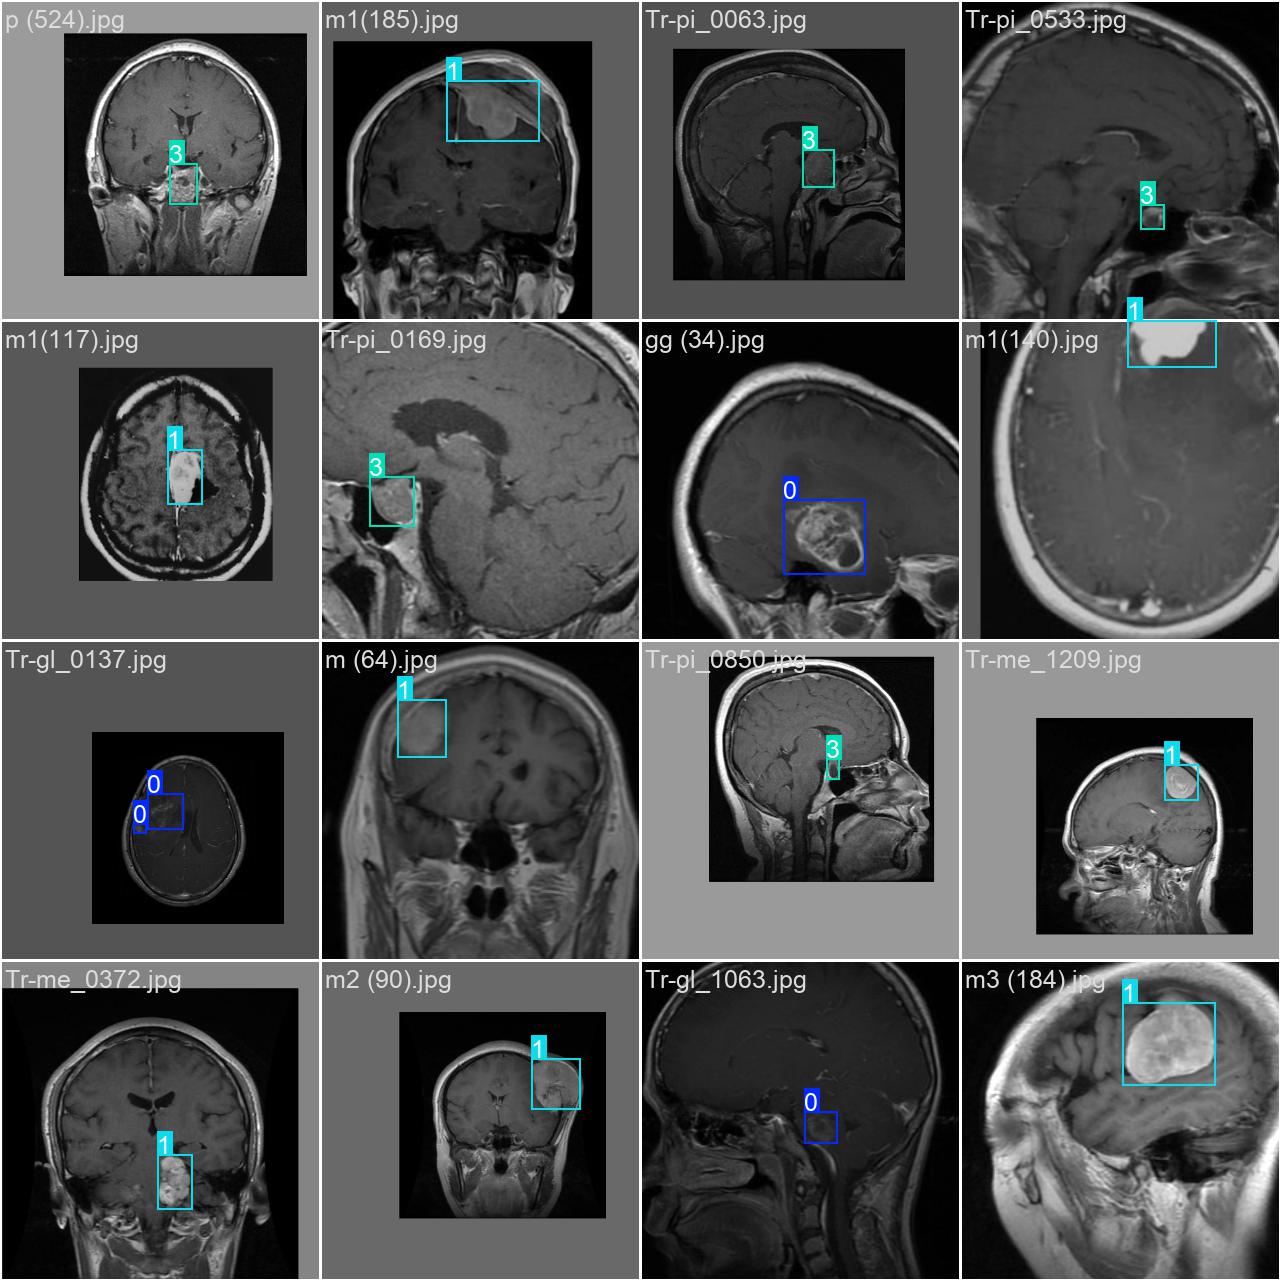 p (524).jpg
m1(185).jpg
Tr-pi_0063.jpg
Tr-pi_0533.jpg
3
1
3
3
m1(117).jpg
Tr-pi_0169.jpg
gg (34).jpg
m1(140).jpg
1
3
0
1
Tr-gl_0137.jpg
m (64).jpg
Tr-pi_0850.jpg
Tr-me_1209.jpg
0
0
1
3
1
Tr-me_0372.jpg
m2 (90).jpg
Tr-gl_1063.jpg
m3 (184).jpg
1
1
0
1